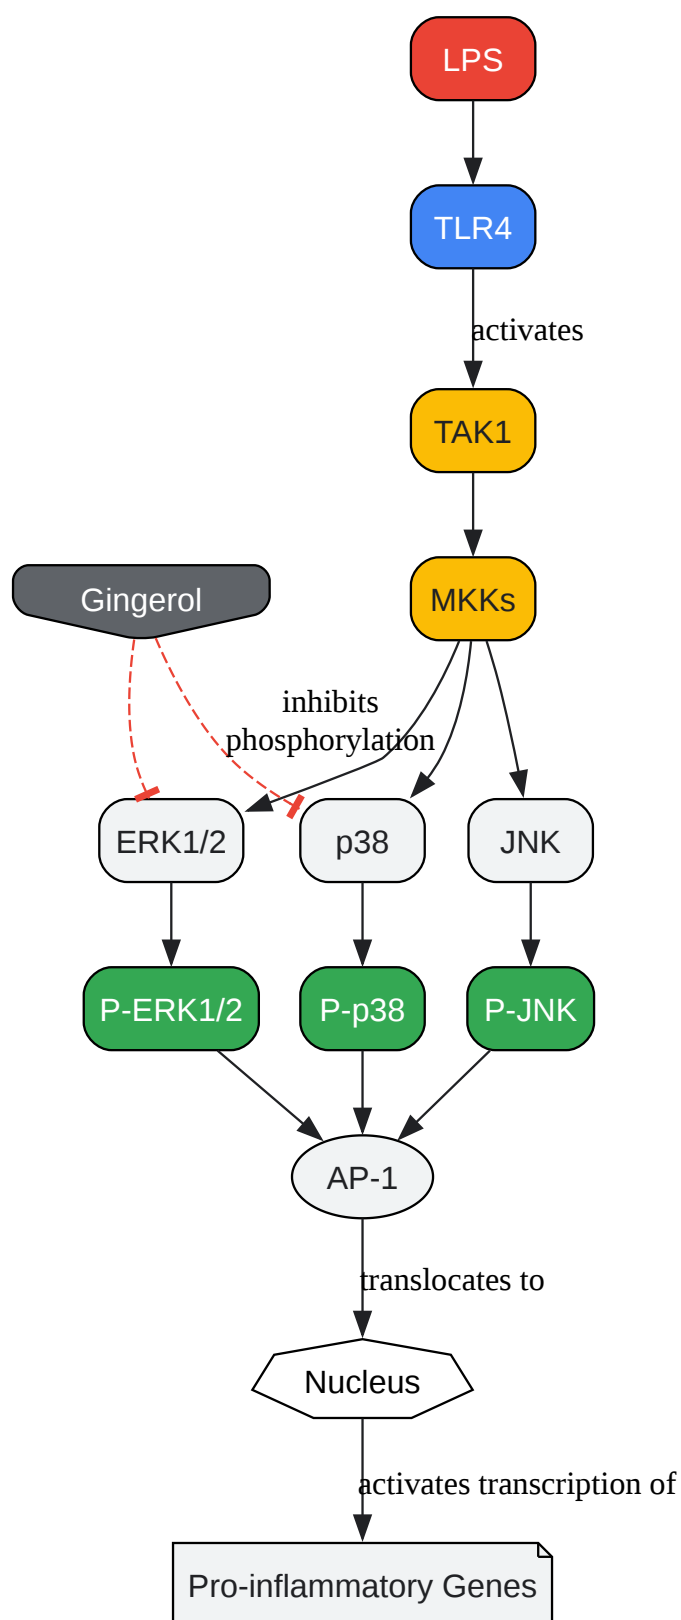 LPS
TLR4
activates
TAK1
Gingerol
MKKs
inhibits
phosphorylation
ERK1/2
p38
JNK
P-ERK1/2
P-p38
P-JNK
AP-1
translocates to
Nucleus
activates transcription of
Pro-inflammatory Genes